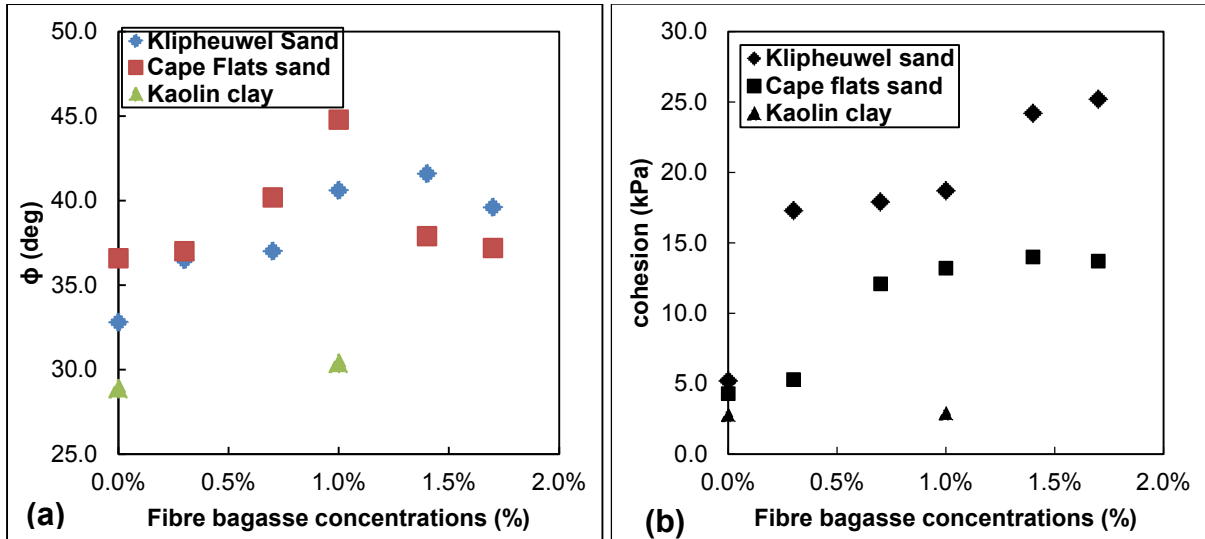 50.0
45.0
40.0
35.0
30.0
25.0
ϕ (deg)
Klipheuwel Sand
Cape Flats sand
Kaolin clay
0.0% 0.5% 1.0% 1.5% 2.0%
(a) Fibre bagasse concentrations (%)
30.0
25.0
20.0
15.0
10.0
5.0
0.0
cohesion (kPa)
Klipheuwel sand
Cape flats sand
Kaolin clay
0.0% 0.5% 1.0% 1.5% 2.0%
(b) Fibre bagasse concentrations (%)